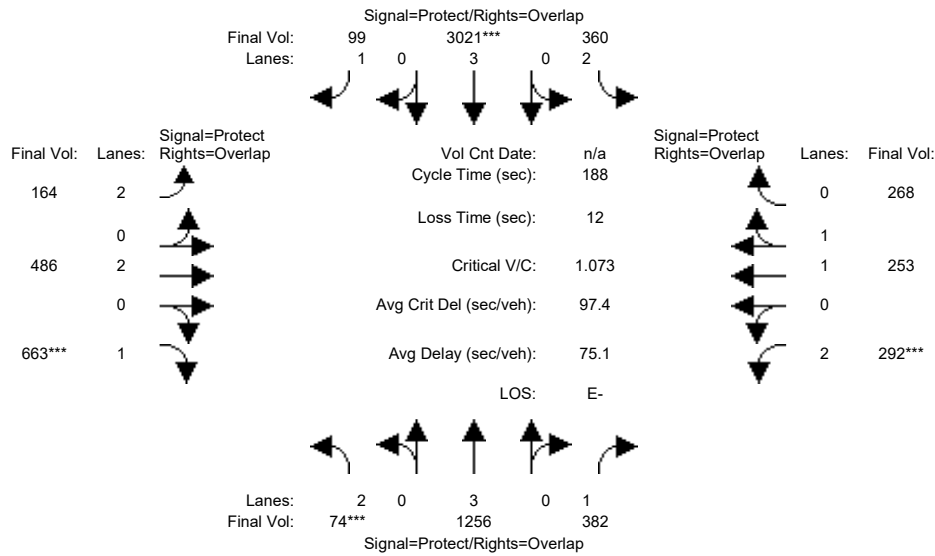 Signal=Protect/Rights=Overlap
Final Vol: 99 3021*** 360
Lanes: 1 0 3 0 2
Signal=Protect Signal=Protect
Final Vol: Lanes: Rights=Overlap Vol Cnt Date: n/a Rights=Overlap Lanes: Final Vol:
Cycle Time (sec): 188
164 2 0 268
Loss Time (sec): 12
0 1
486 2 Critical V/C: 1.073 1 253
0 Avg Crit Del (sec/veh): 97.4 0
663*** 1 Avg Delay (sec/veh): 75.1 2 292***
LOS: E-
Lanes: 2 0 3 0 1
Final Vol: 74*** 1256 382
Signal=Protect/Rights=Overlap